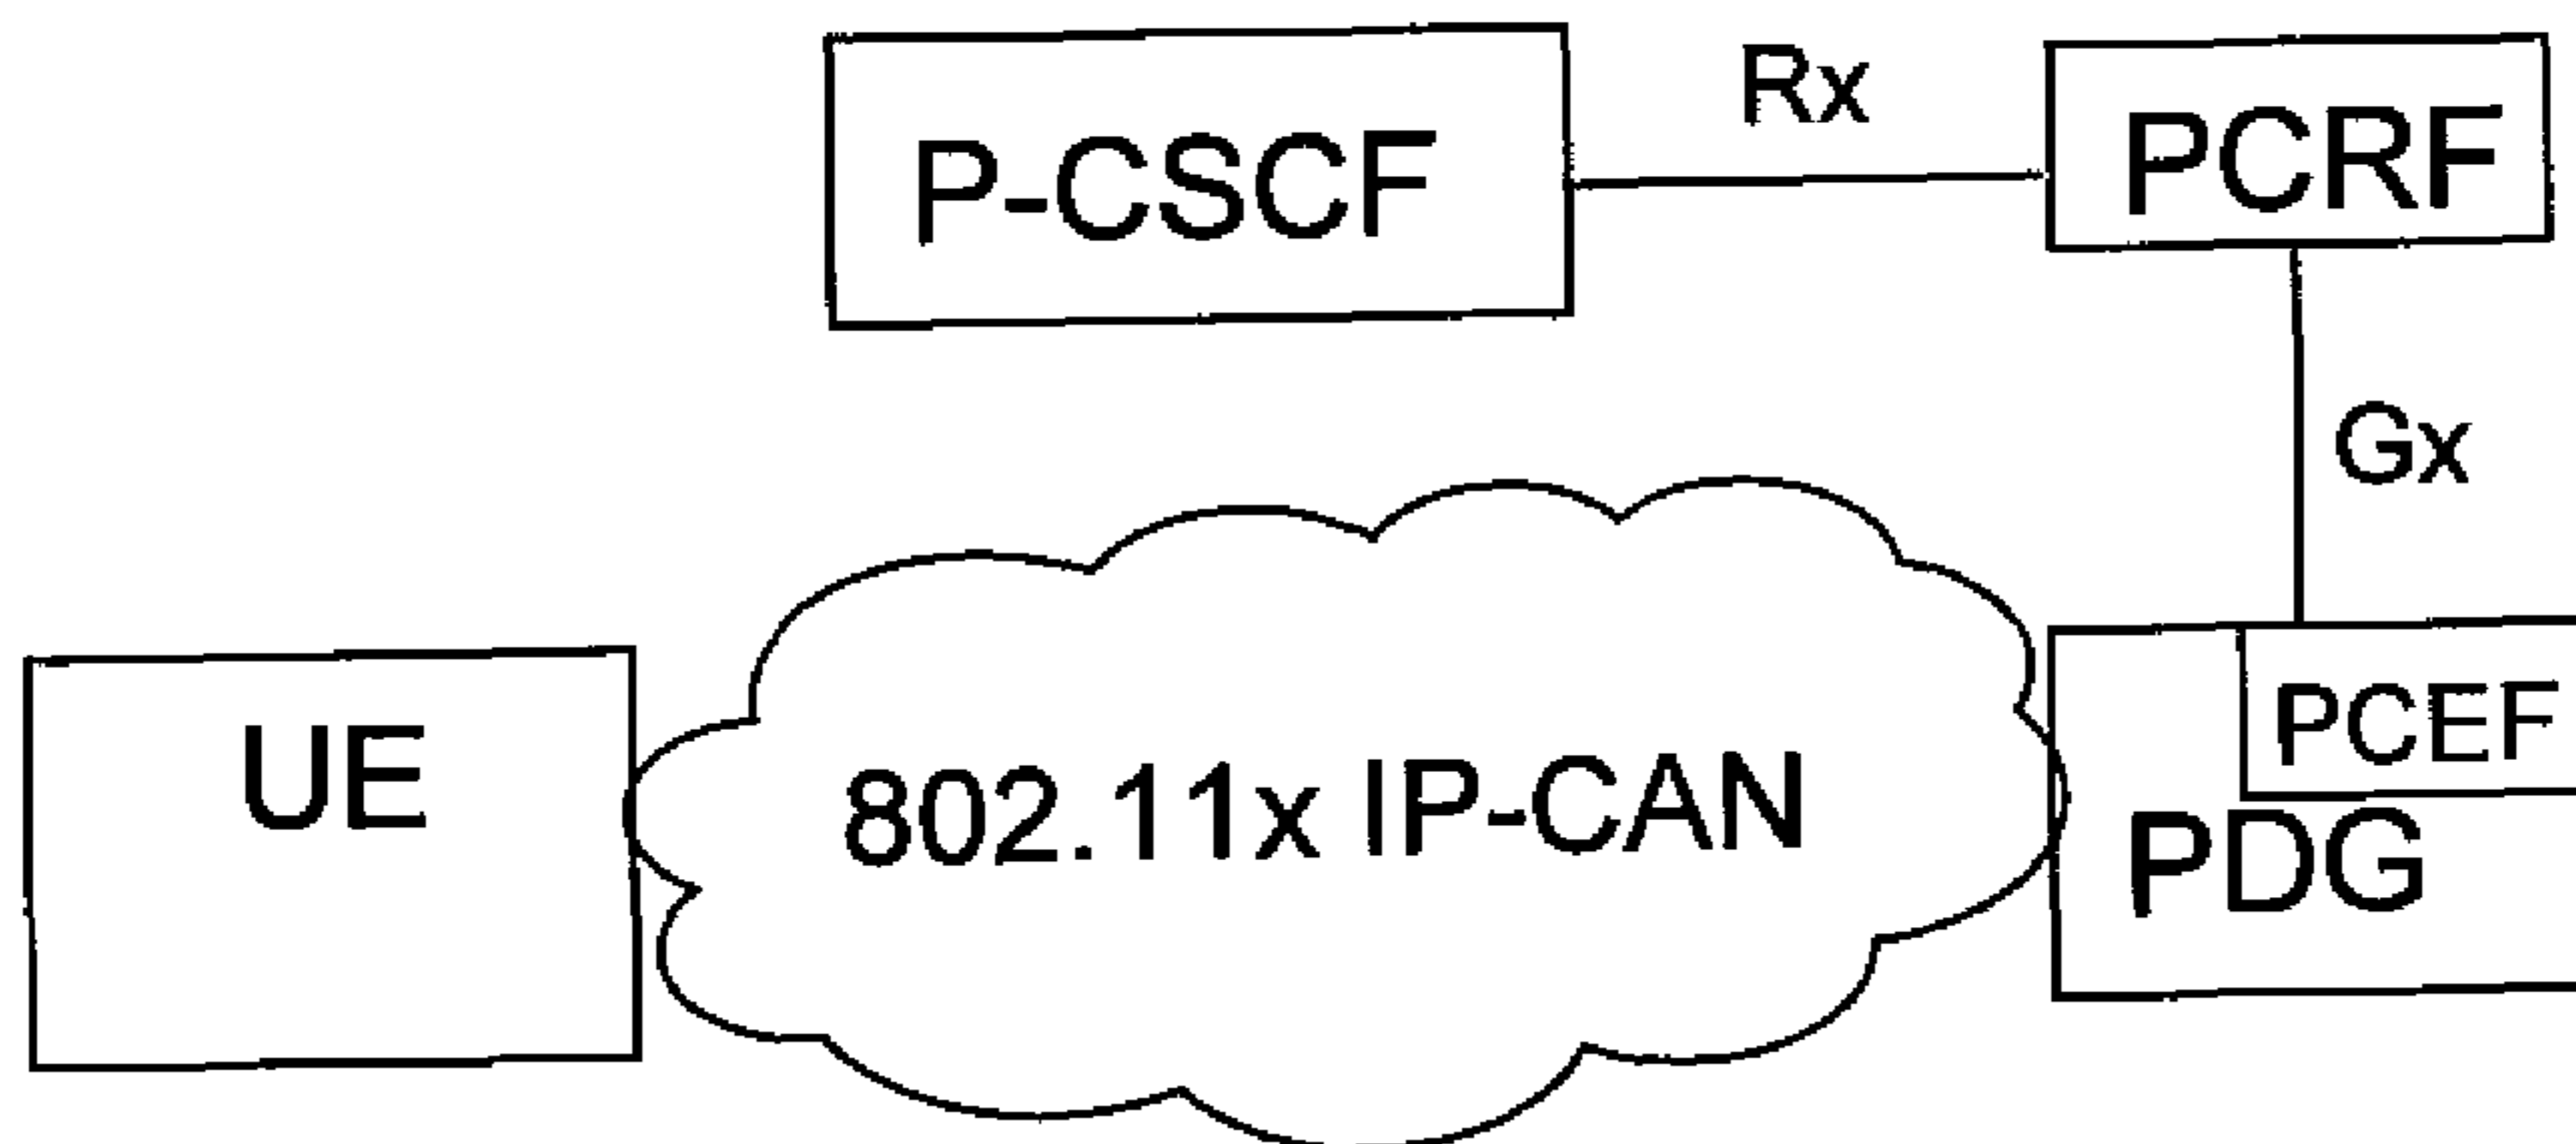 P-CSCF
Rx
PCRF
Gx
UE
802.11x IP-CAN
PCEF
PDG